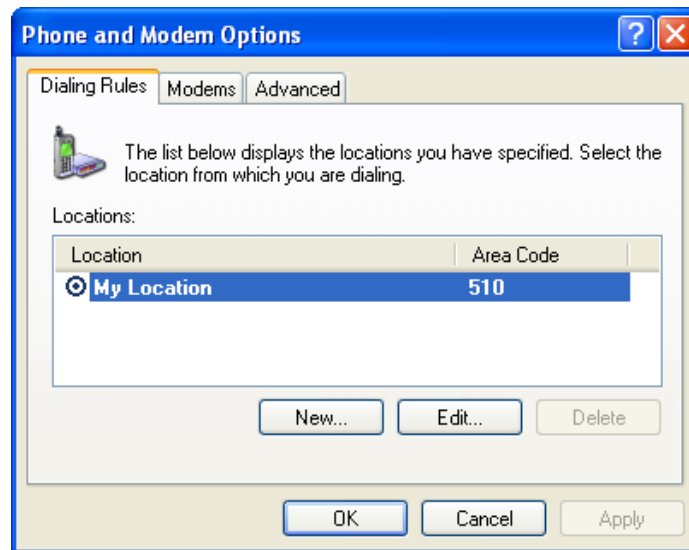 Phone and Modem Options
Dialing Rules Modems Advanced
The list below displays the locations you have specified. Select the
location from which you are dialing.
Locations:
Location Area Code
My Location 510
New... Edit... Delete
OK Cancel Apply